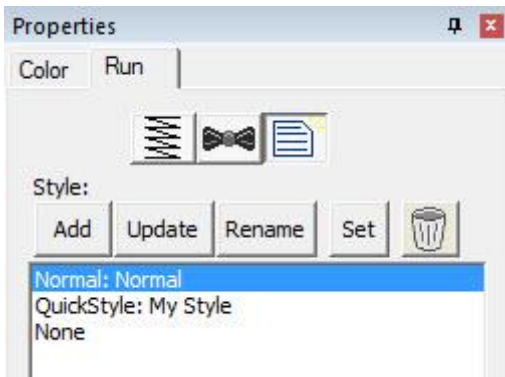 Properties
Color Run
Style:
Add Update Rename Set
Normal: Normal
QuickStyle: My Style
None